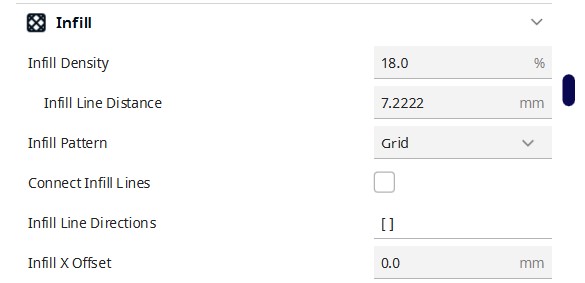 Infill
Infill Density 18.0 %
Infill Line Distance 7.2222 mm
Infill Pattern Grid
Connect Infill Lines
Infill Line Directions [ ]
Infill X Offset 0.0 mm